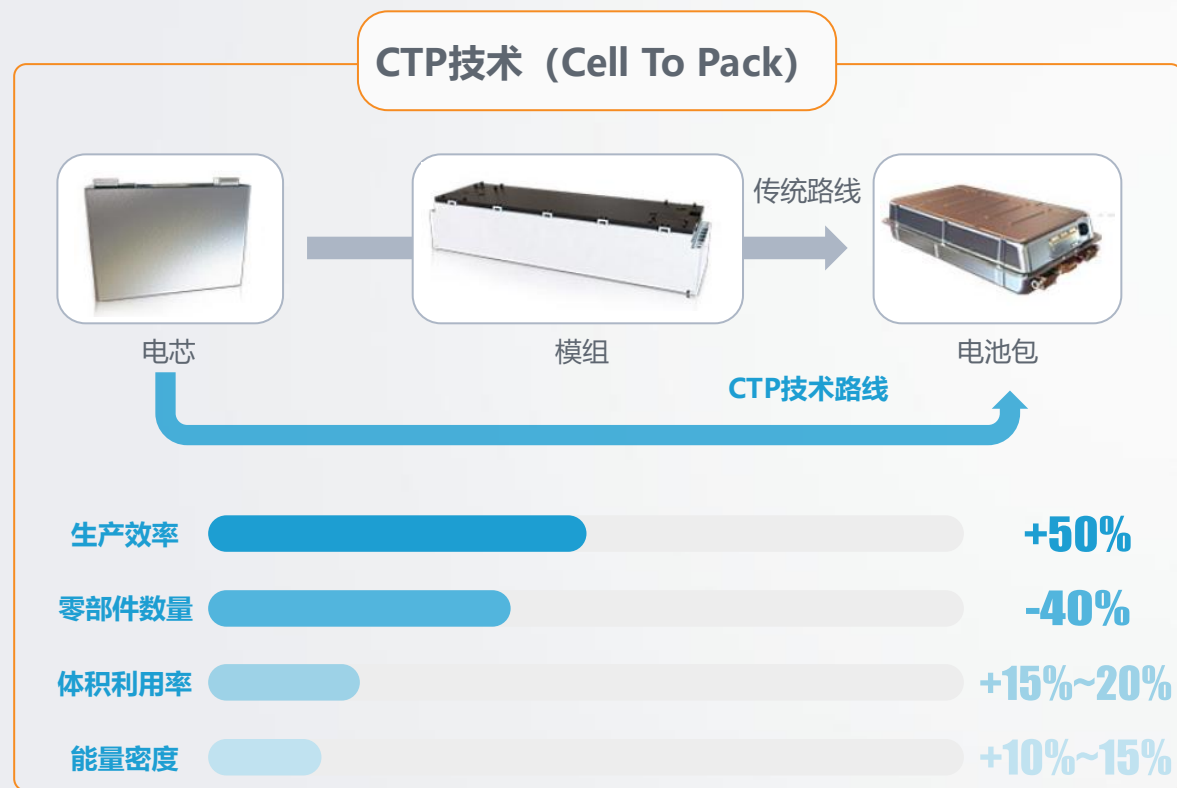 CTP技术（Cell To Pack）
传统路线
电芯
模组
电池包
CTP技术路线
生产效率 +50%
零部件数量 -40%
体积利用率 +15%~20%
能量密度 +10%~15%